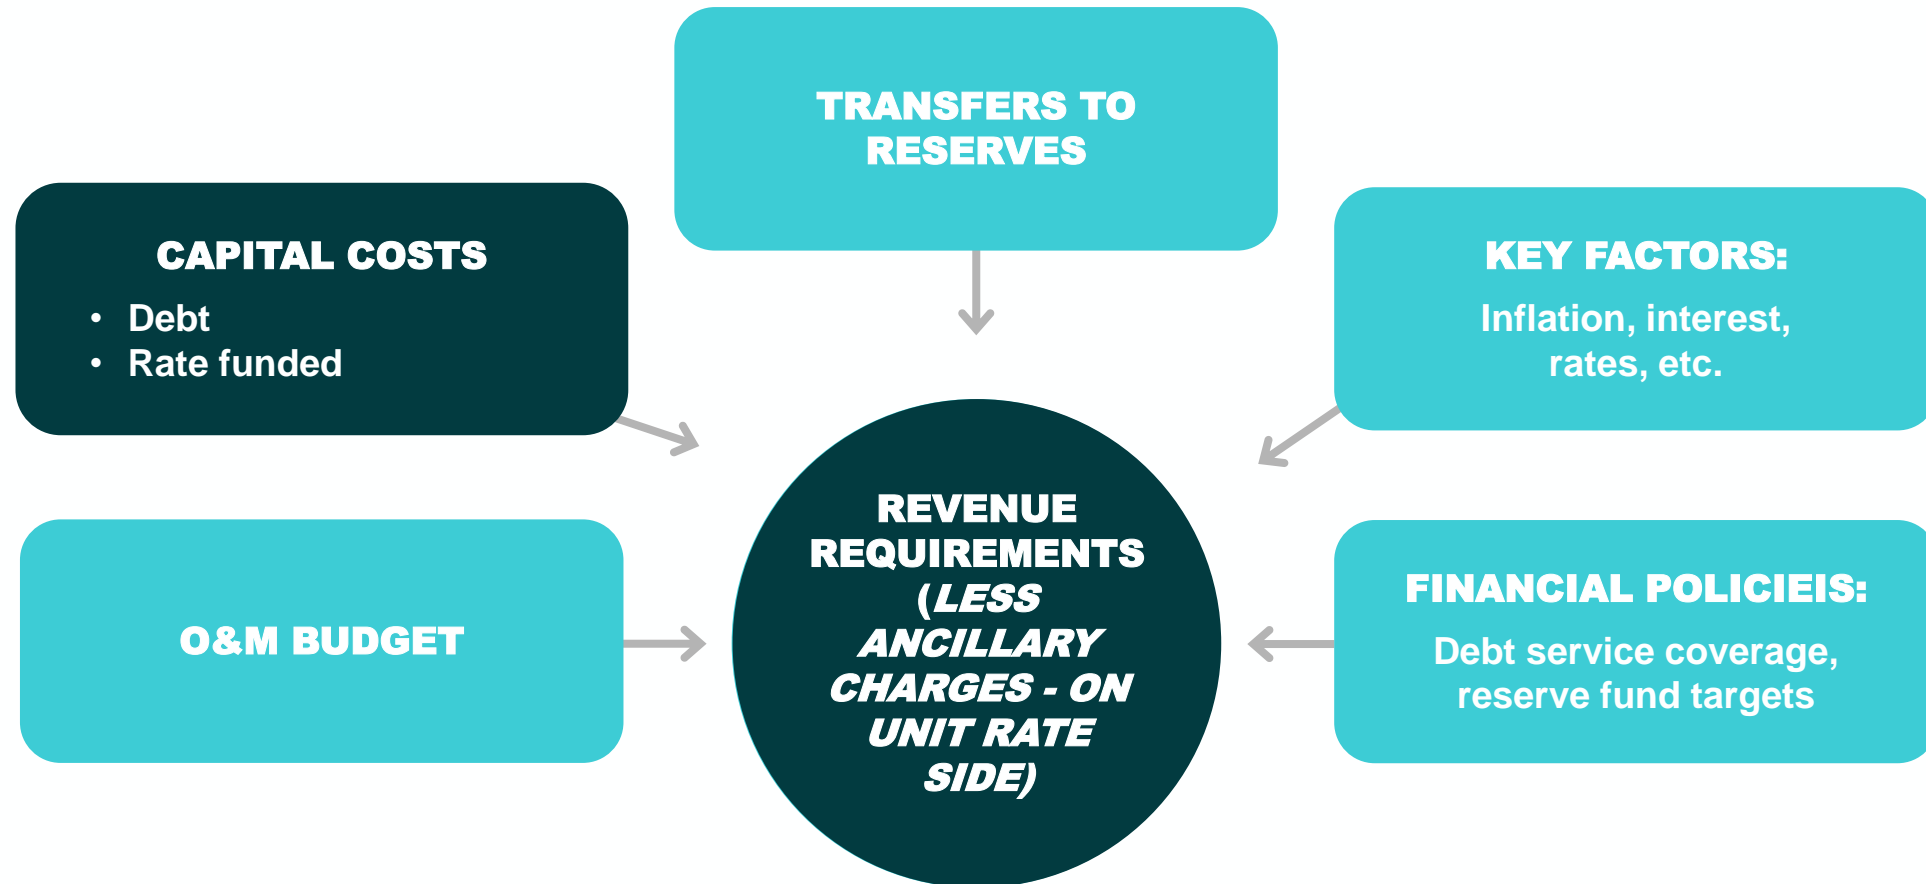 TRANSFERS TO
RESERVES
CAPITAL COSTS
• Debt
• Rate funded
KEY FACTORS:
Inflation, interest,
rates, etc.
O&M BUDGET
REVENUE
REQUIREMENTS
(LESS
ANCILLARY
CHARGES - ON
UNIT RATE
SIDE)
FINANCIAL POLICIEIS:
Debt service coverage,
reserve fund targets